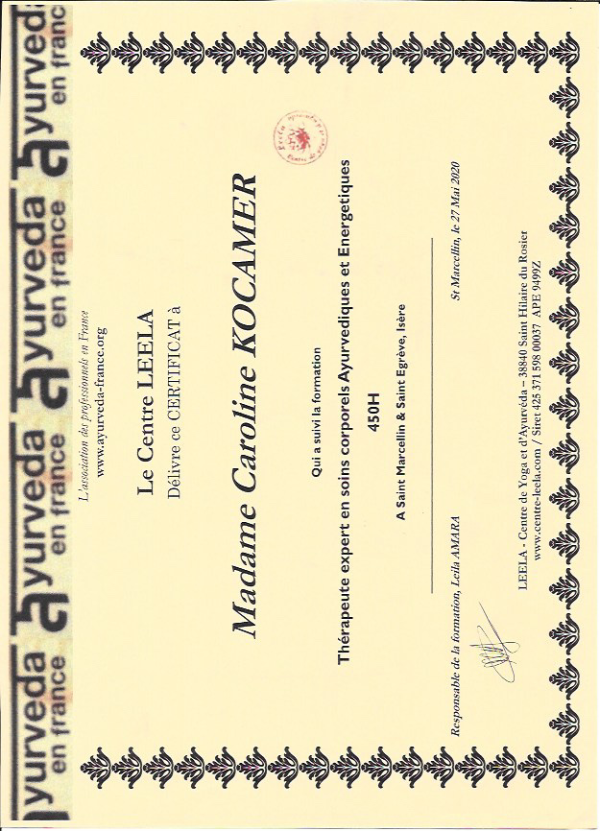 yurveda en france ayurveda en france ayurveda en france ayurveda en franc
L'association des professionnels en France
www.ayurveda-france.org
Le Centre LEELA
Délivre ce CERTIFICAT à
Madame Caroline KOCAMER
Qui a suivi la formation
Thérapeute expert en soins corporels Ayurvediques et Energetiques
450H
A Saint Marcellin & Saint Egrève, Isère
Responsable de la formation, Leila AMARA
St Marcellin, le 27 Mai 2020
LEELA - Centre de Yoga et d'Ayurvéda – 38840 Saint Hilaire du Rosier
www.centre-leela.com / Siret 425 371 598 00037 APE 9499Z